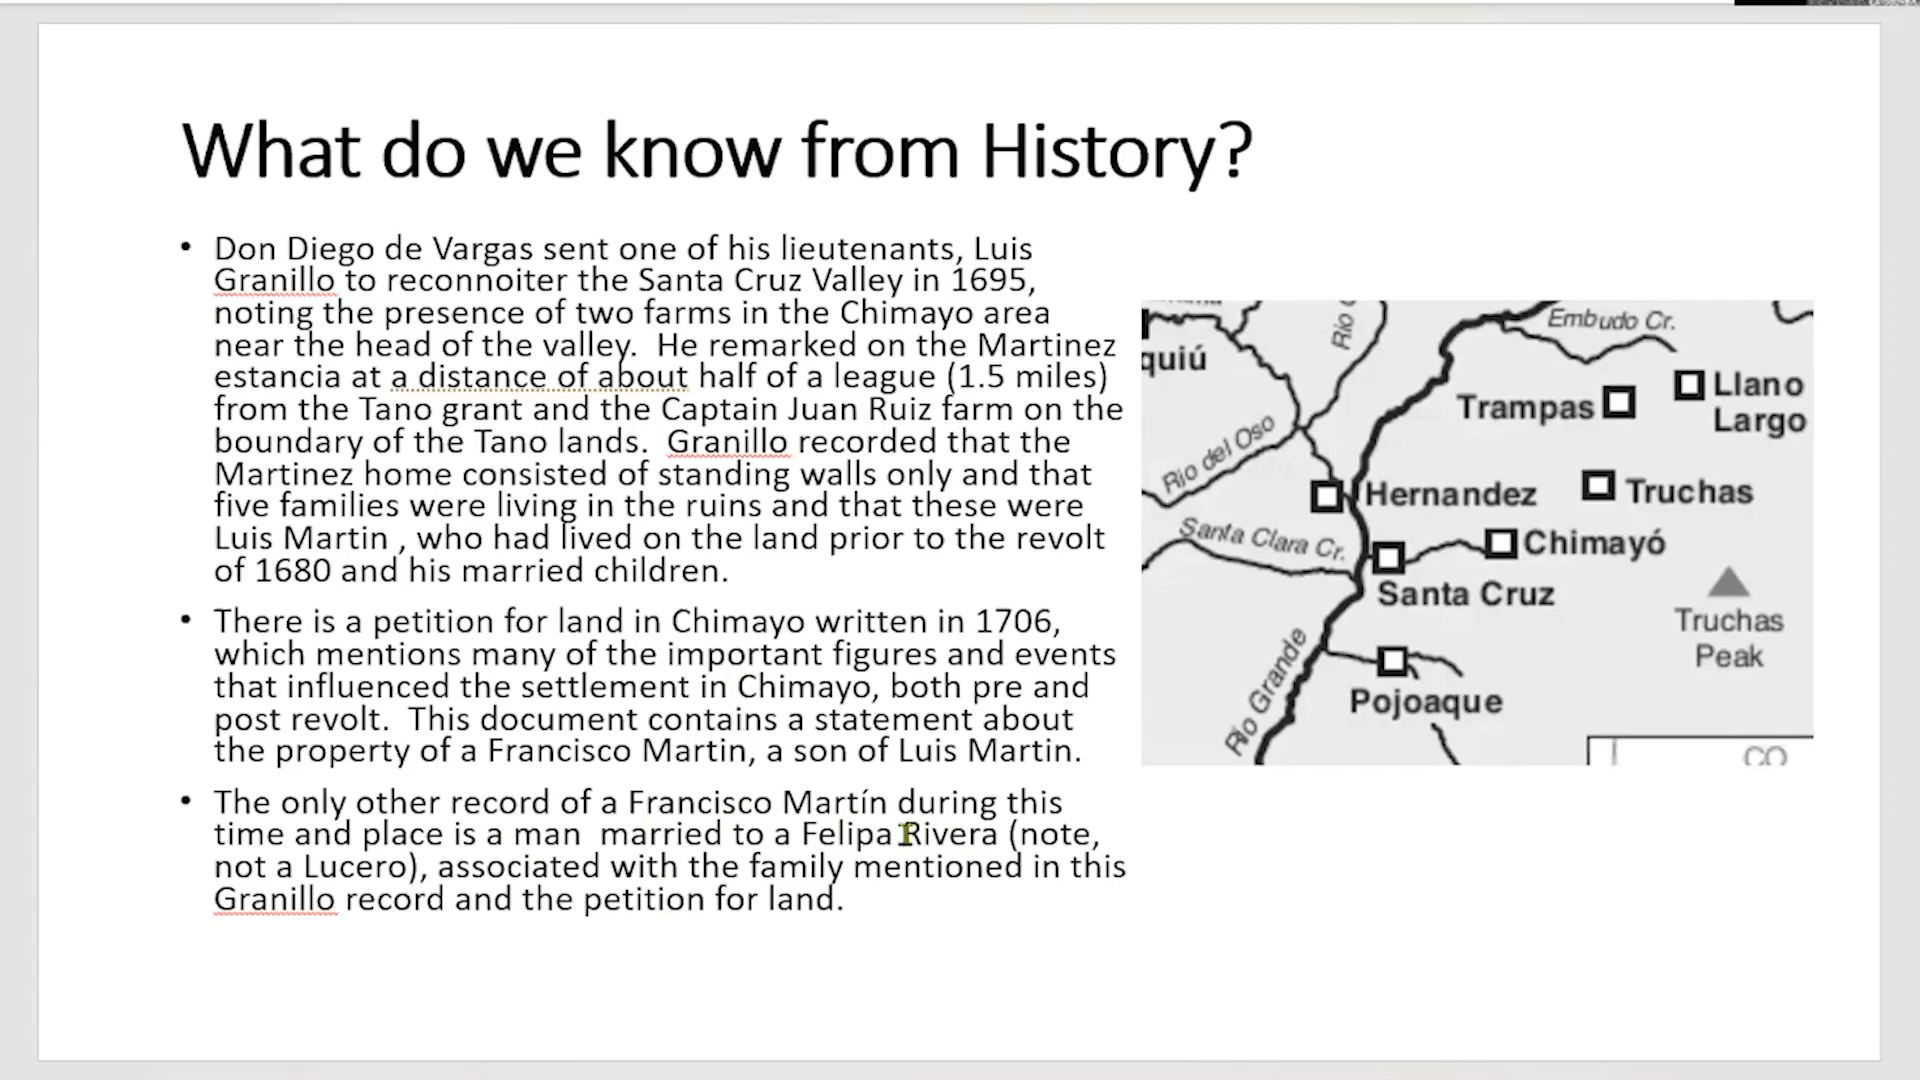 What do we know from History?
• Don Diego de Vargas sent one of his lieutenants, Luis
Granillo to reconnoiter the Santa Cruz Valley in 1695,
noting the presence of two farms in the Chimayo area
near the head of the valley.  He remarked on the Martinez
estancia at a distance of about half of a league (1.5 miles)
from the Tano grant and the Captain Juan Ruiz farm on the
boundary of the Tano lands.  Granillo recorded that the
Martinez home consisted of standing walls only and that
five families were living in the ruins and that these were
Luis Martin , who had lived on the land prior to the revolt
of 1680 and his married children.
• There is a petition for land in Chimayo written in 1706,
which mentions many of the important figures and events
that influenced the settlement in Chimayo, both pre and
post revolt.  This document contains a statement about
the property of a Francisco Martin, a son of Luis Martin.
• The only other record of a Francisco Martín during this
time and place is a man  married to a Felipa Rivera (note,
not a Lucero), associated with the family mentioned in this
Granillo record and the petition for land.
Rio
Embudo Cr.
quiú
Llano
Largo
Trampas
Rio del Oso
Hernandez
Truchas
Santa Clara Cr.
Chimayó
Santa Cruz
Truchas
Peak
Rio Grande
Pojoaque
CO